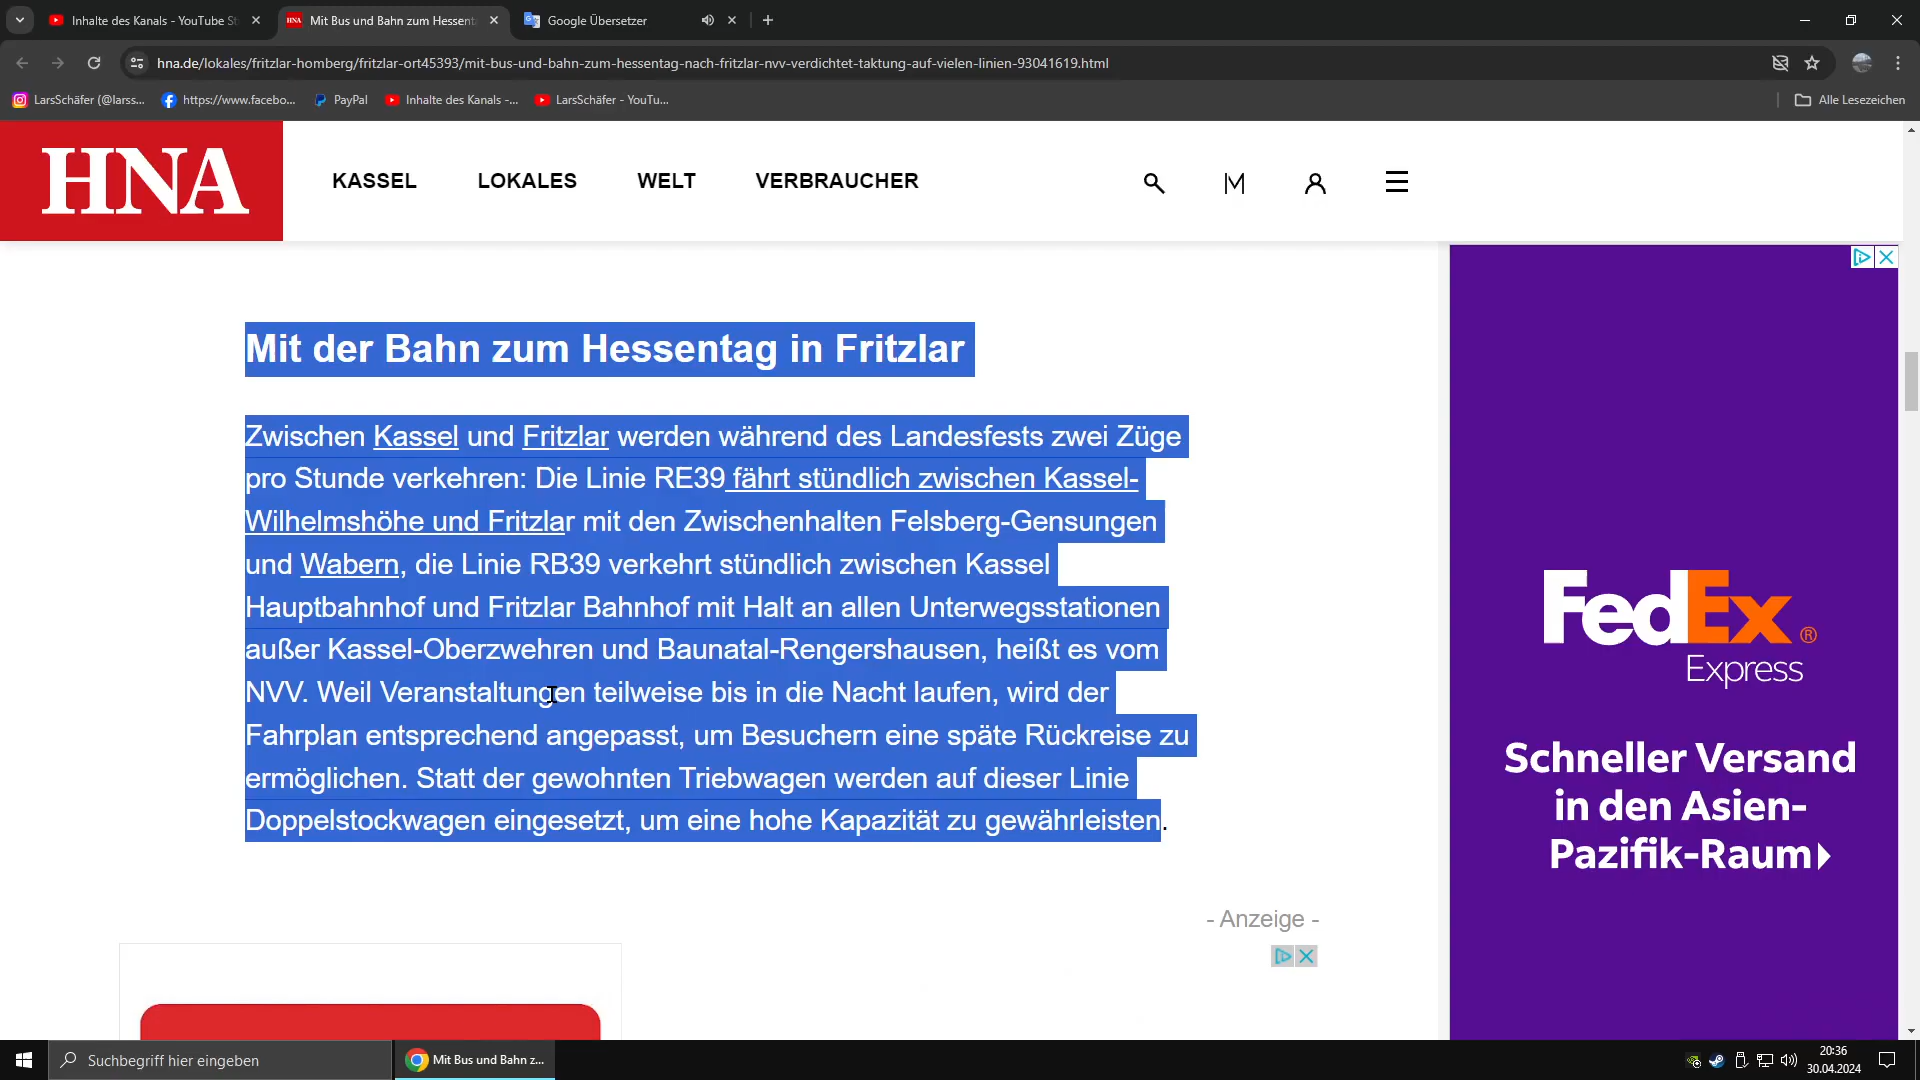 Inhalte des Kanals - YouTube St
Mit Bus und Bahn zum Hessent
Google Übersetzer
hna.de/lokales/fritzlar-homberg/fritzlar-ort45393/mit-bus-und-bahn-zum-hessentag-nach-fritzlar-nvv-verdichtet-taktung-auf-vielen-linien-93041619.html
LarsSchäfer (@larss...
https://www.facebo...
PayPal
Inhalte des Kanals -...
LarsSchäfer - YouTu...
Alle Lesezeichen
HNA
KASSEL
LOKALES
WELT
VERBRAUCHER
Mit der Bahn zum Hessentag in Fritzlar
Zwischen Kassel und Fritzlar werden während des Landesfests zwei Züge
pro Stunde verkehren: Die Linie RE39 fährt stündlich zwischen Kassel-
Wilhelmshöhe und Fritzlar mit den Zwischenhalten Felsberg-Gensungen
und Wabern, die Linie RB39 verkehrt stündlich zwischen Kassel
Hauptbahnhof und Fritzlar Bahnhof mit Halt an allen Unterwegsstationen
außer Kassel-Oberzwehren und Baunatal-Rengershausen, heißt es vom
NVV. Weil Veranstaltungen teilweise bis in die Nacht laufen, wird der
Fahrplan entsprechend angepasst, um Besuchern eine späte Rückreise zu
ermöglichen. Statt der gewohnten Triebwagen werden auf dieser Linie
Doppelstockwagen eingesetzt, um eine hohe Kapazität zu gewährleisten.
- Anzeige -
FedEx®
Express
Schneller Versand
in den Asien-
Pazifik-Raum
Suchbegriff hier eingeben
Mit Bus und Bahn z...
20:36
30.04.2024